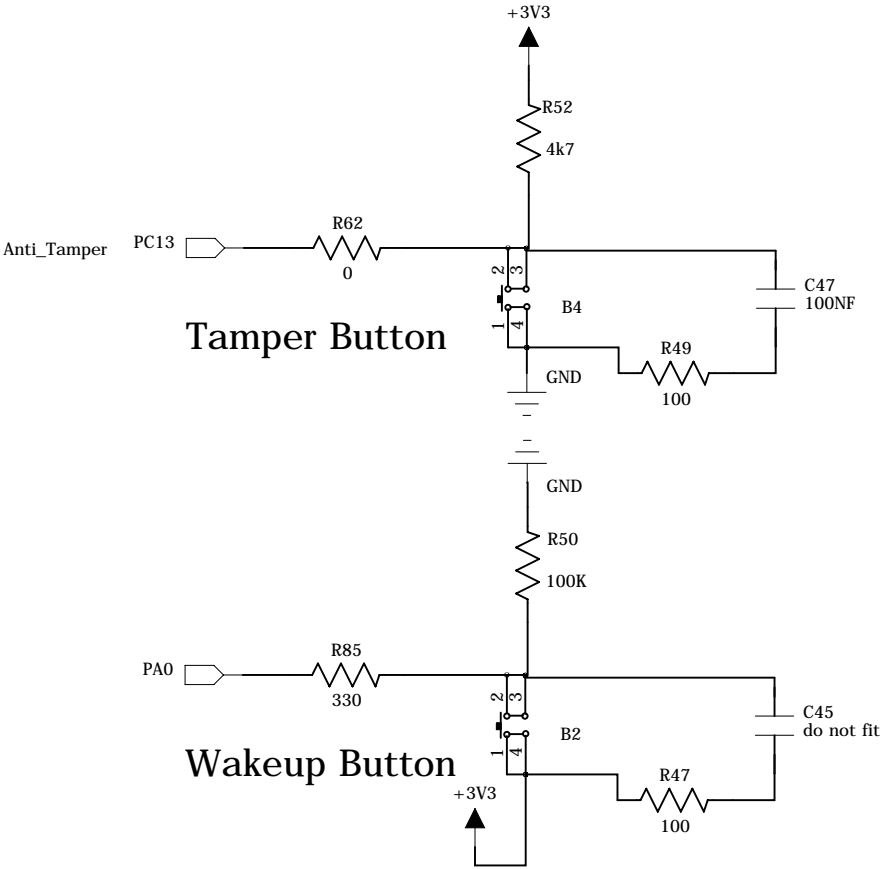 +3V3
R52
4k7
R62
Anti_Tamper PC13
0
2 3
C47
100NF
B4
1 4
Tamper Button
R49
GND
100
GND
R50
100K
R85
PA0
330
2 3
C45
do not fit
B2
1 4
Wakeup Button
R47
+3V3
100